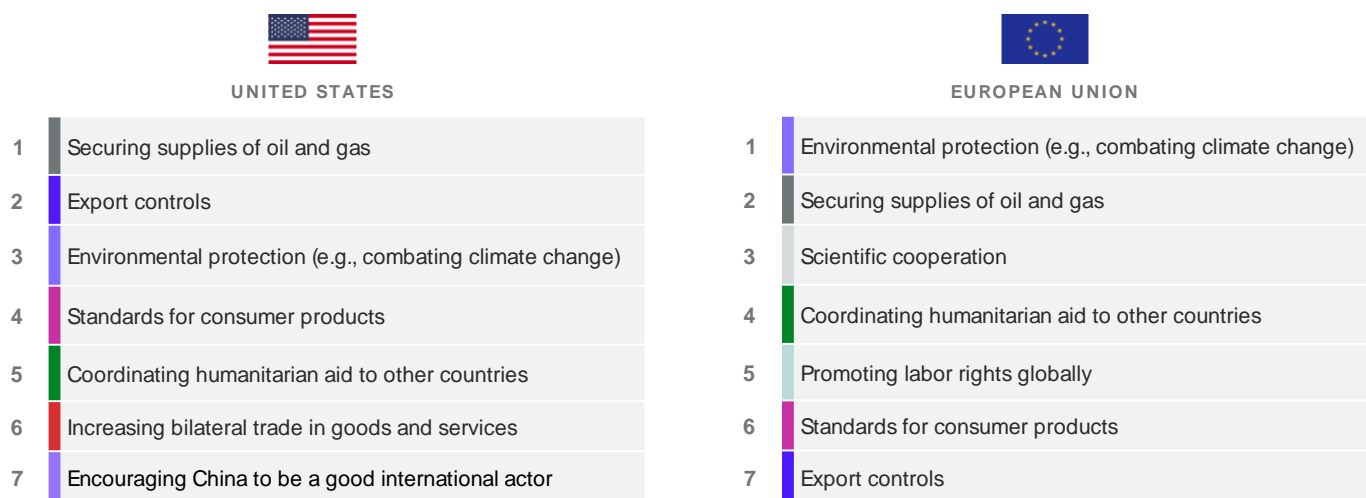 UNITED STATES
1 Securing supplies of oil and gas
2 Export controls
3 Environmental protection (e.g., combating climate change)
4 Standards for consumer products
5 Coordinating humanitarian aid to other countries
6 Increasing bilateral trade in goods and services
7 Encouraging China to be a good international actor
EUROPEAN UNION
1 Environmental protection (e.g., combating climate change)
2 Securing supplies of oil and gas
3 Scientific cooperation
4 Coordinating humanitarian aid to other countries
5 Promoting labor rights globally
6 Standards for consumer products
7 Export controls